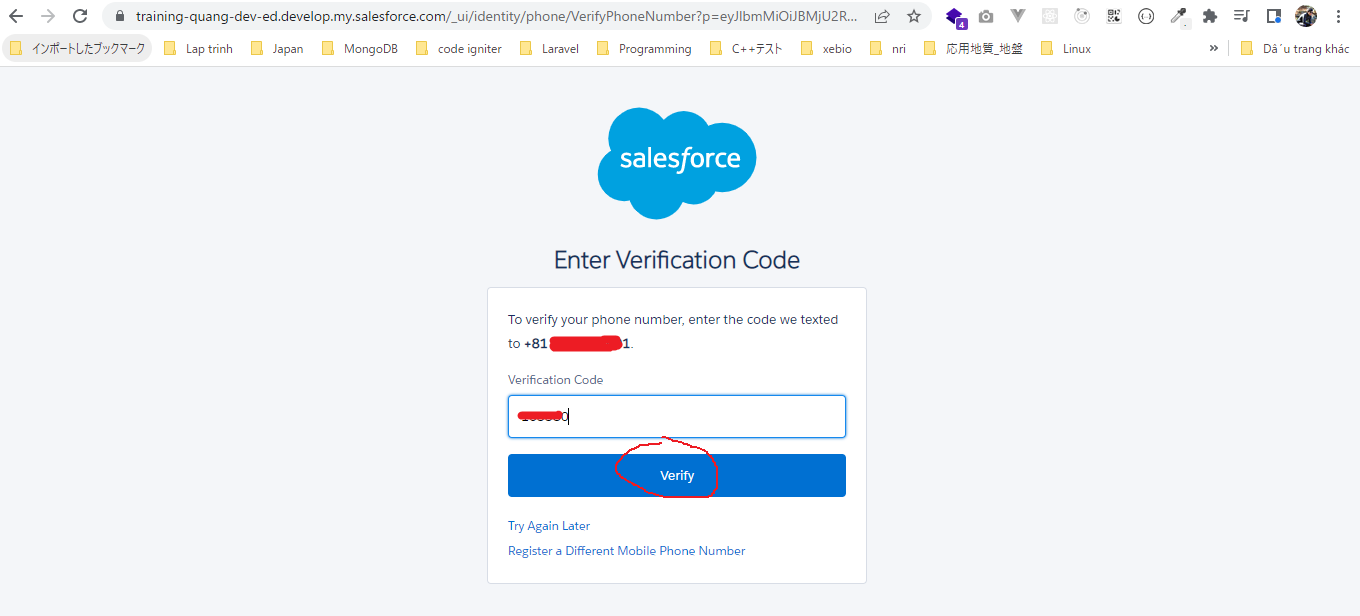 training-quang-dev-ed.develop.my.salesforce.com/_ui/identity/phone/VerifyPhoneNumber?p=eyJlbmMiOiJBMjU2R...
4
インポートしたブックマーク Lap trinh Japan MongoDB code igniter Laravel Programming C++テスト xebio nri 応用地質_地盤 Linux » Dấu trang khác
salesforce
Enter Verification Code
To verify your phone number, enter the code we texted
to +81 1.
Verification Code
0
Verify
Try Again Later
Register a Different Mobile Phone Number